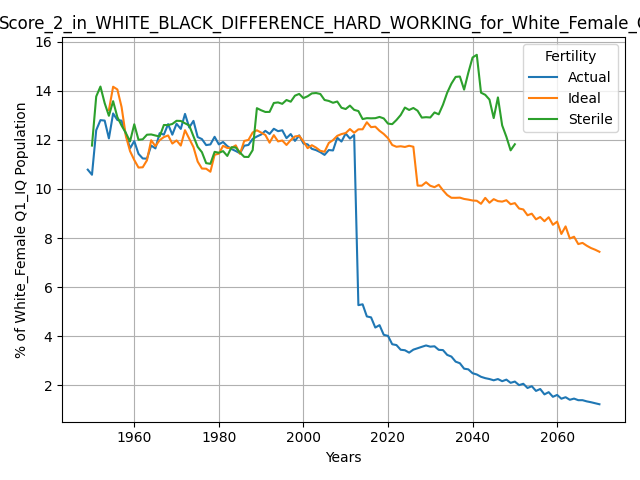 Score_2_in_WHITE_BLACK_DIFFERENCE_HARD_WORKING_for_White_Female_
% of White_Female Q1_IQ Population
16
14
12
10
8
6
4
2
Fertility
Actual
Ideal
Sterile
1960 1980 2000 2020 2040 2060
Years